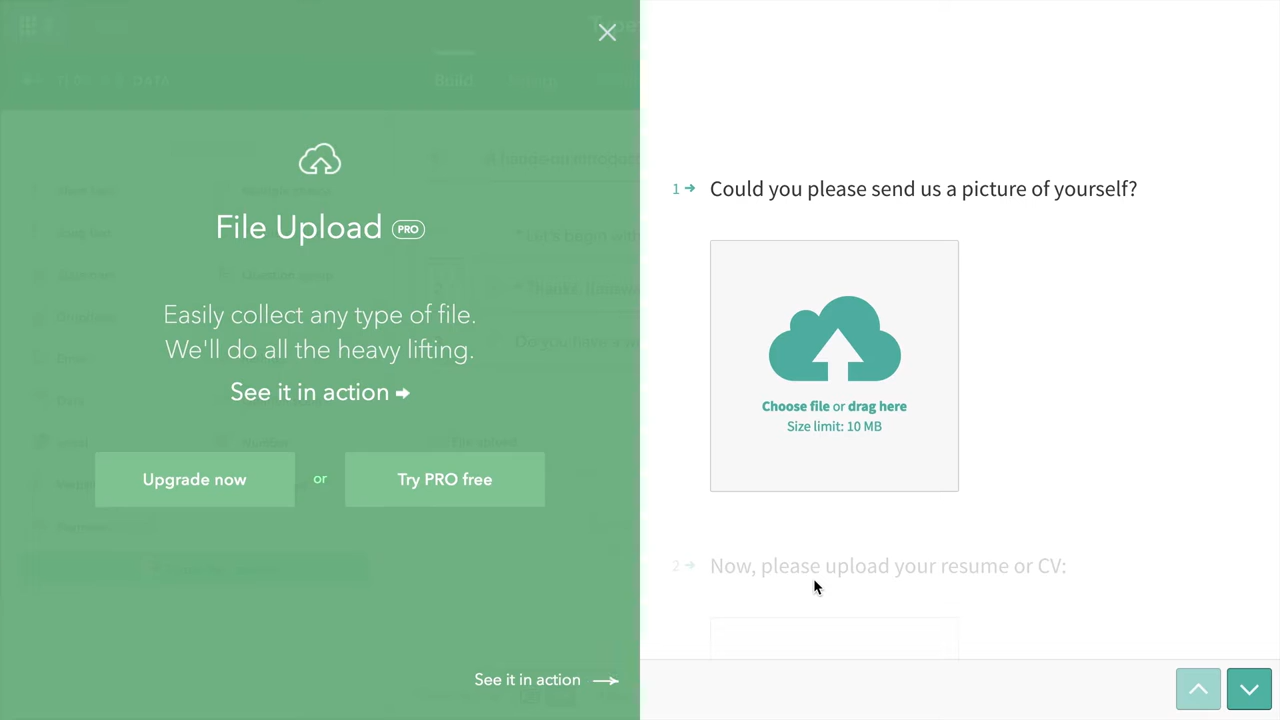 Build
File Upload PRO
Easily collect any type of file.
We'll do all the heavy lifting.
See it in action
Upgrade now or Try PRO free
See it in action
1 Could you please send us a picture of yourself?
Choose file or drag here
Size limit: 10 MB
2 Now, please upload your resume or CV: